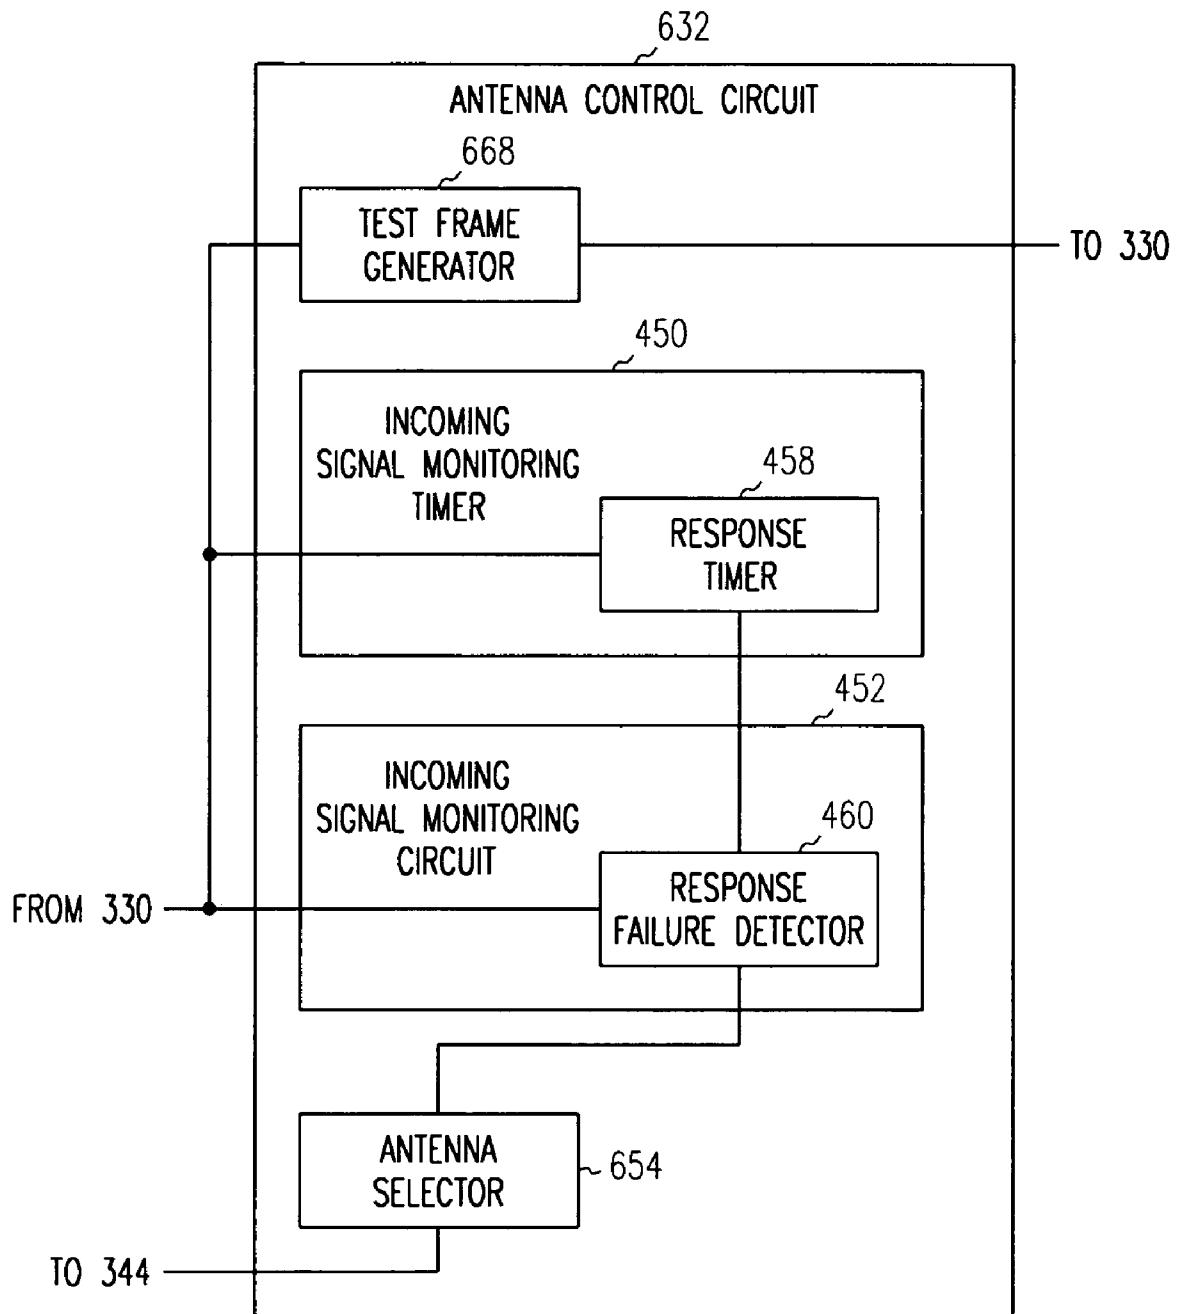 632
ANTENNA CONTROL CIRCUIT
668
TEST FRAME
GENERATOR
TO 330
450
INCOMING
SIGNAL MONITORING
TIMER
458
RESPONSE
TIMER
452
INCOMING
SIGNAL MONITORING
CIRCUIT
460
RESPONSE
FAILURE DETECTOR
FROM 330
ANTENNA
SELECTOR
654
TO 344